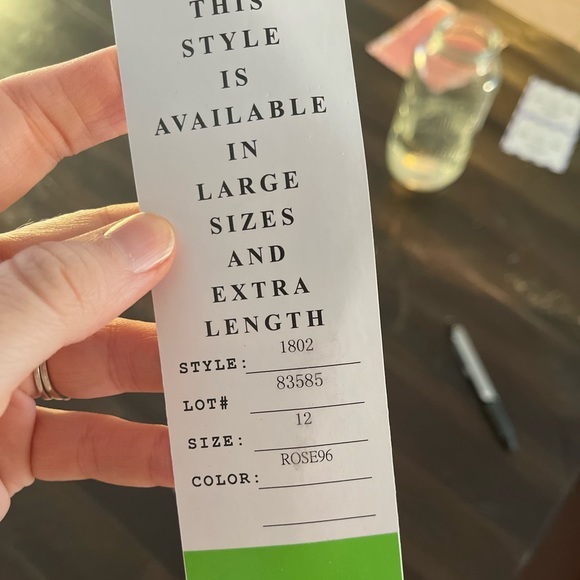 THIS
STYLE
IS
AVAILABLE
IN
LARGE
SIZES
AND
EXTRA
LENGTH
STYLE: 1802
LOT# 83585
SIZE: 12
COLOR: ROSE96